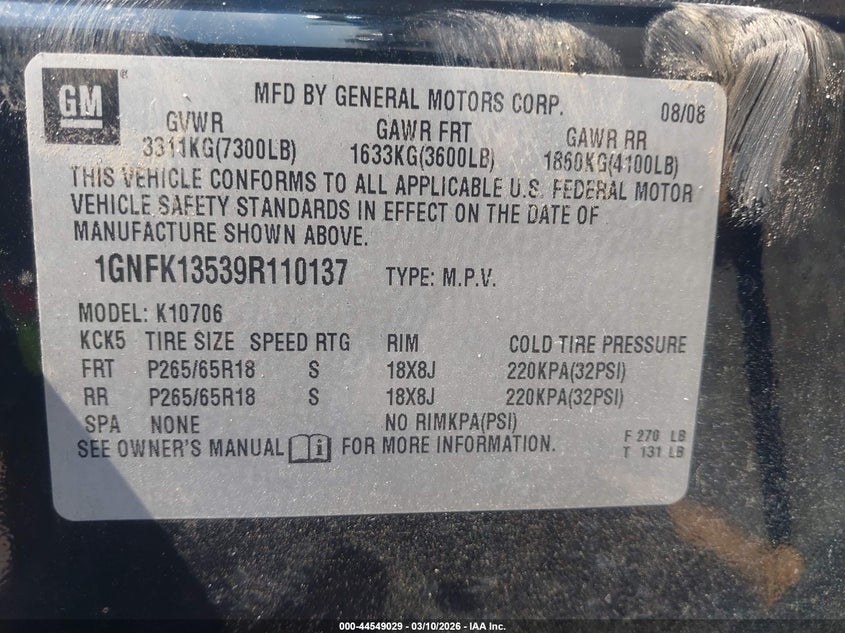 GM
®
MFD BY GENERAL MOTORS CORP. 08/08
GVWR GAWR FRT GAWR RR
3311KG(7300LB) 1633KG(3600LB) 1860KG(4100LB)
THIS VEHICLE CONFORMS TO ALL APPLICABLE U.S. FEDERAL MOTOR
VEHICLE SAFETY STANDARDS IN EFFECT ON THE DATE OF
MANUFACTURE SHOWN ABOVE.
1GNFK13539R110137 TYPE: M.P.V.
MODEL: K10706
KCK5 TIRE SIZE SPEED RTG RIM COLD TIRE PRESSURE
FRT P265/65R18 S 18X8J 220KPA(32PSI)
RR P265/65R18 S 18X8J 220KPA(32PSI)
SPA NONE NO RIMKPA(PSI)
SEE OWNER'S MANUAL i FOR MORE INFORMATION.
F 270 LB
T 131 LB
000-44549029 — 03/10/2026 — IAA Inc.